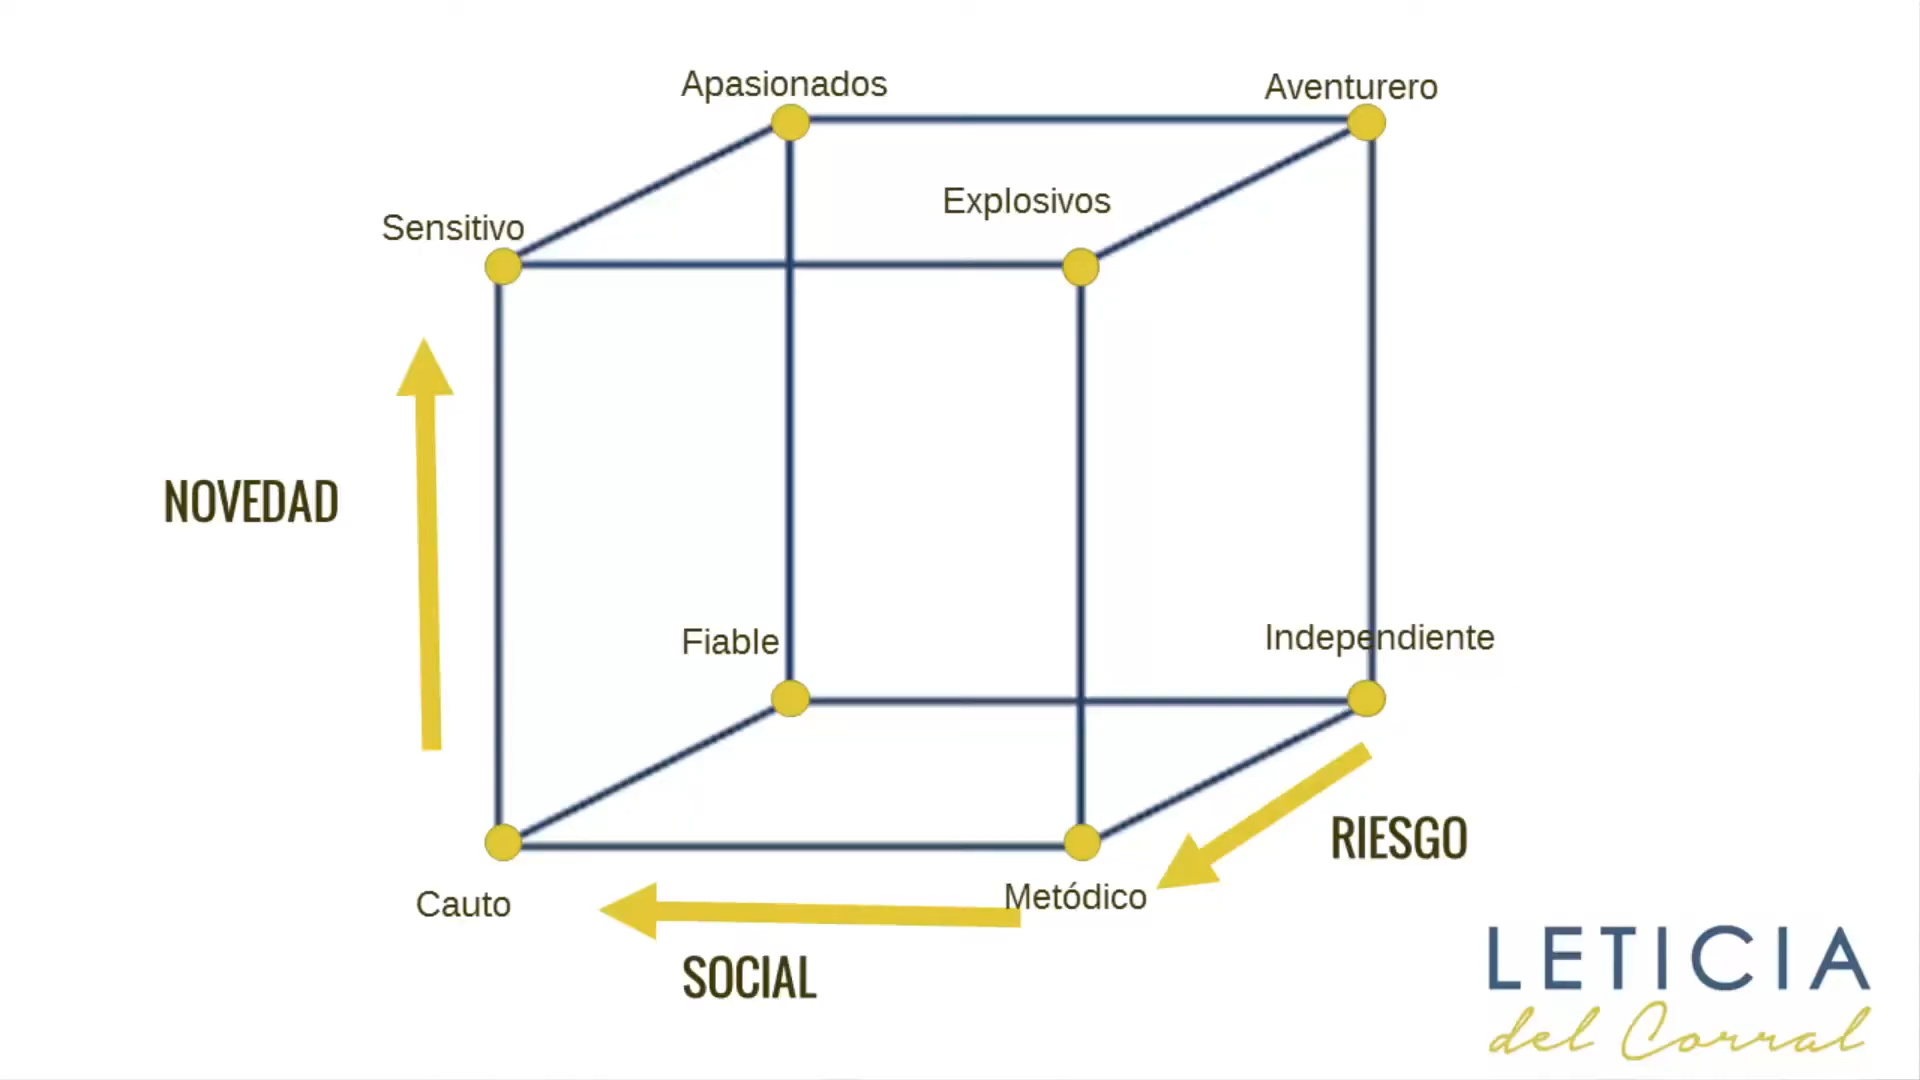 Apasionados
Aventurero
Explosivos
Sensitivo
NOVEDAD
Fiable
Independiente
RIESGO
Cauto
Metódico
SOCIAL
LETICIA
del Corral